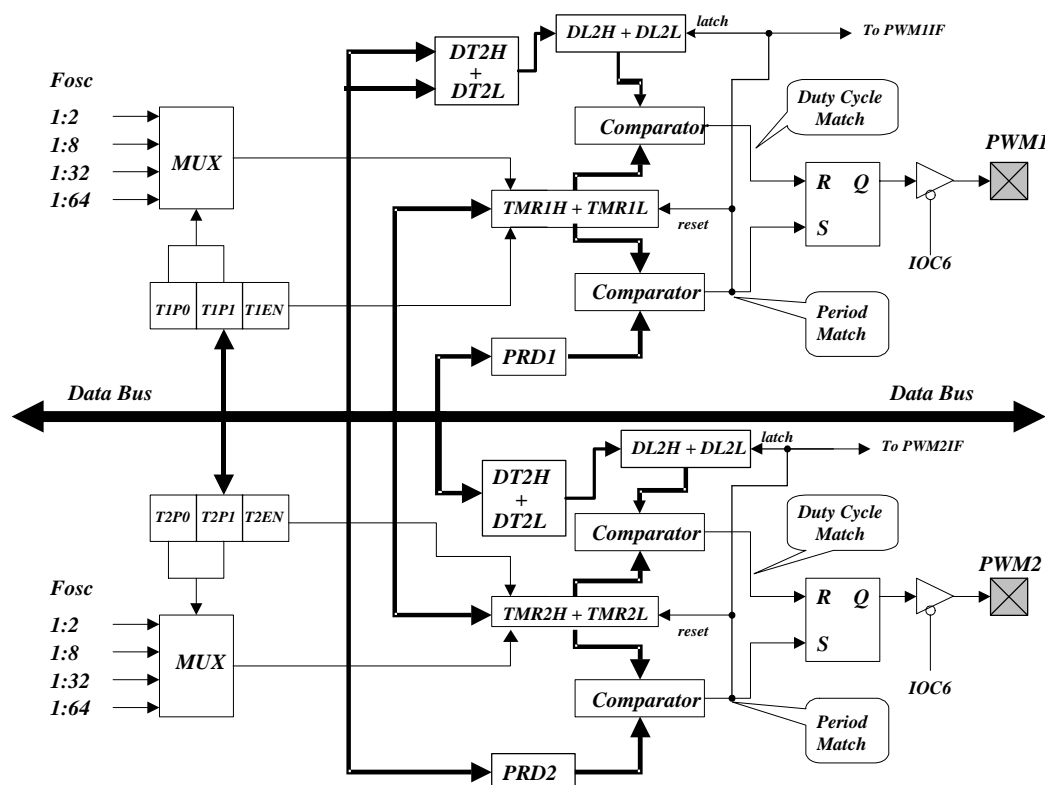 DL2H + DL2L
latch
To PWM1IF
DT2H
+
DT2L
Fosc
1:2
1:8
1:32
1:64
MUX
Comparator
Duty Cycle
Match
PWM1
R
Q
S
TMR1H + TMR1L
reset
IOC6
T1P0
T1P1
T1EN
Comparator
Period
Match
PRD1
Data Bus
Data Bus
DL2H + DL2L
latch
To PWM2IF
DT2H
+
DT2L
T2P0
T2P1
T2EN
Comparator
Duty Cycle
Match
Fosc
1:2
1:8
1:32
1:64
MUX
TMR2H + TMR2L
reset
R
Q
S
PWM2
IOC6
Comparator
Period
Match
PRD2